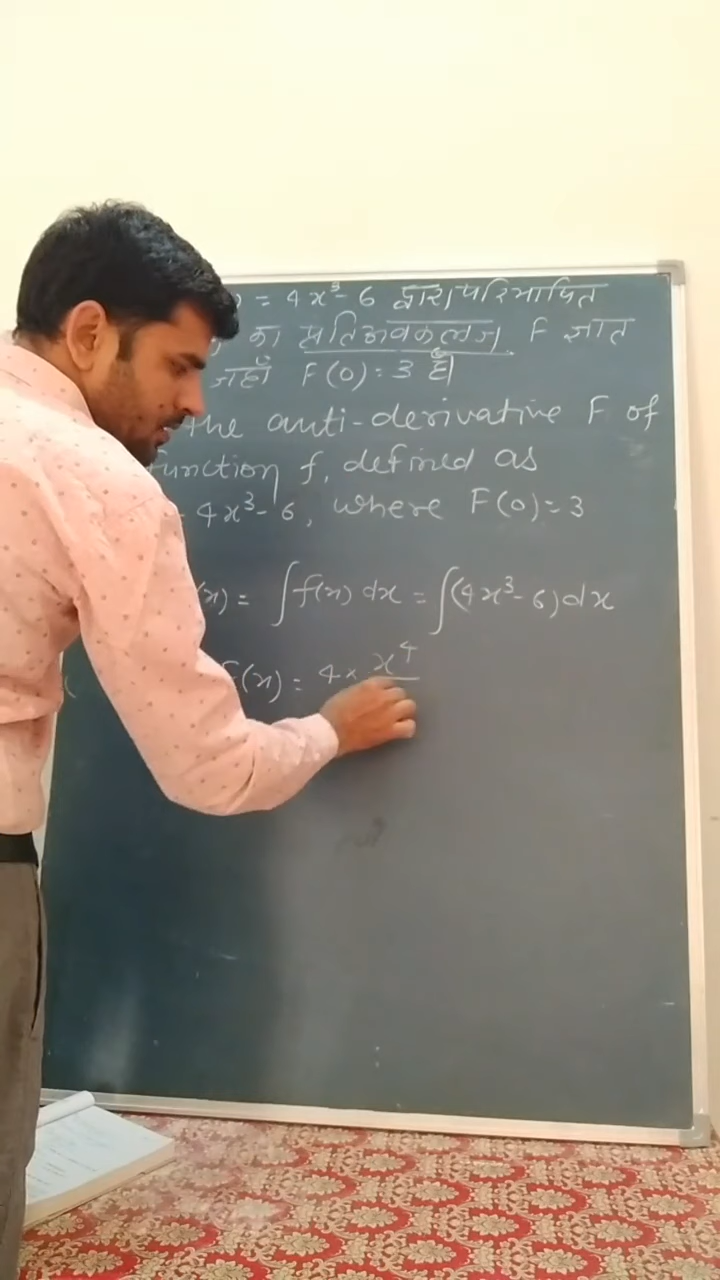 = 4x³-6 द्वारा परिभाषित
का प्रतिअवकलज F ज्ञात
जहाँ F(0)=3 है।
the anti-derivative F of
function f, defined as
4x³-6, where F(0)=3
(x) = ∫f(x) dx = ∫(4x³-6)dx
F(x) = 4× x⁴